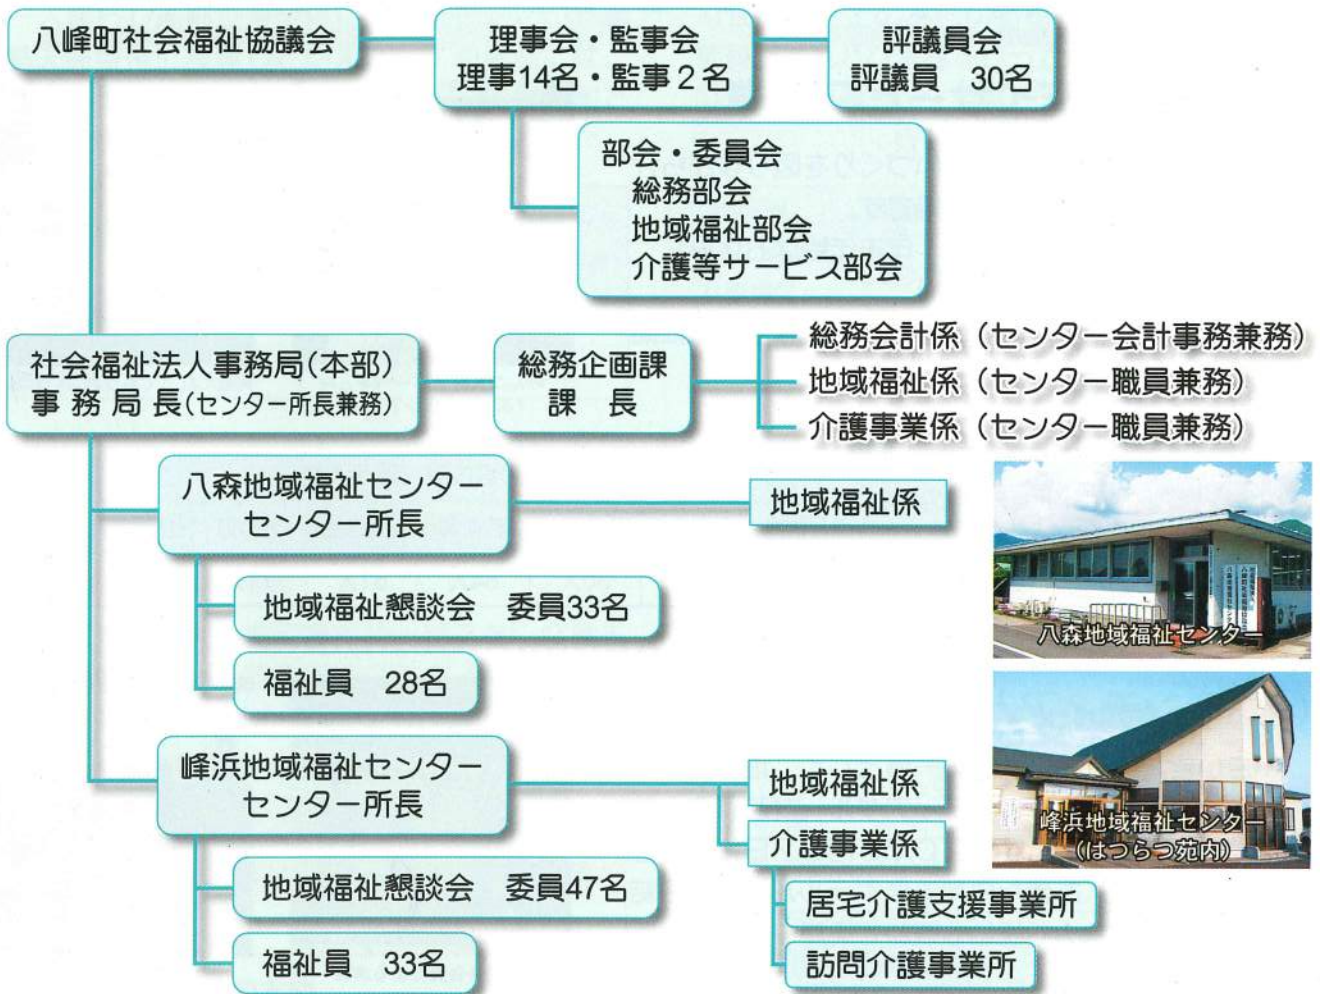 八峰町社会福祉協議会
理事会・監事会
理事14名・監事2名
評議員会
評議員 30名
部会・委員会
総務部会
地域福祉部会
介護等サービス部会
社会福祉法人事務局(本部)
事務局長(センター所長兼務)
総務企画課
課 長
総務会計係(センター会計事務兼務)
地域福祉係(センター職員兼務)
介護事業係(センター職員兼務)
八森地域福祉センター
センター所長
地域福祉係
地域福祉懇談会 委員33名
福祉員 28名
八森地域福祉センター
峰浜地域福祉センター
センター所長
地域福祉係
介護事業係
居宅介護支援事業所
訪問介護事業所
地域福祉懇談会 委員47名
福祉員 33名
峰浜地域福祉センター
(はつらつ苑内)